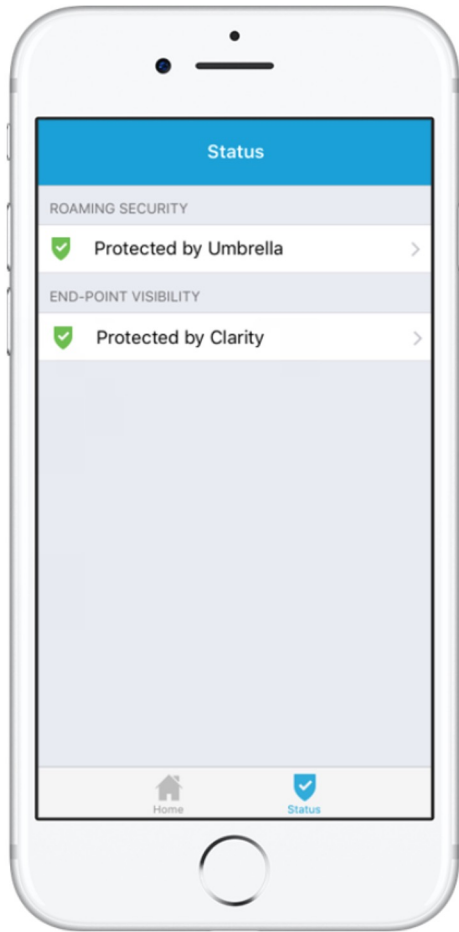 Status
ROAMING SECURITY
Protected by Umbrella
END-POINT VISIBILITY
Protected by Clarity
Home
Status